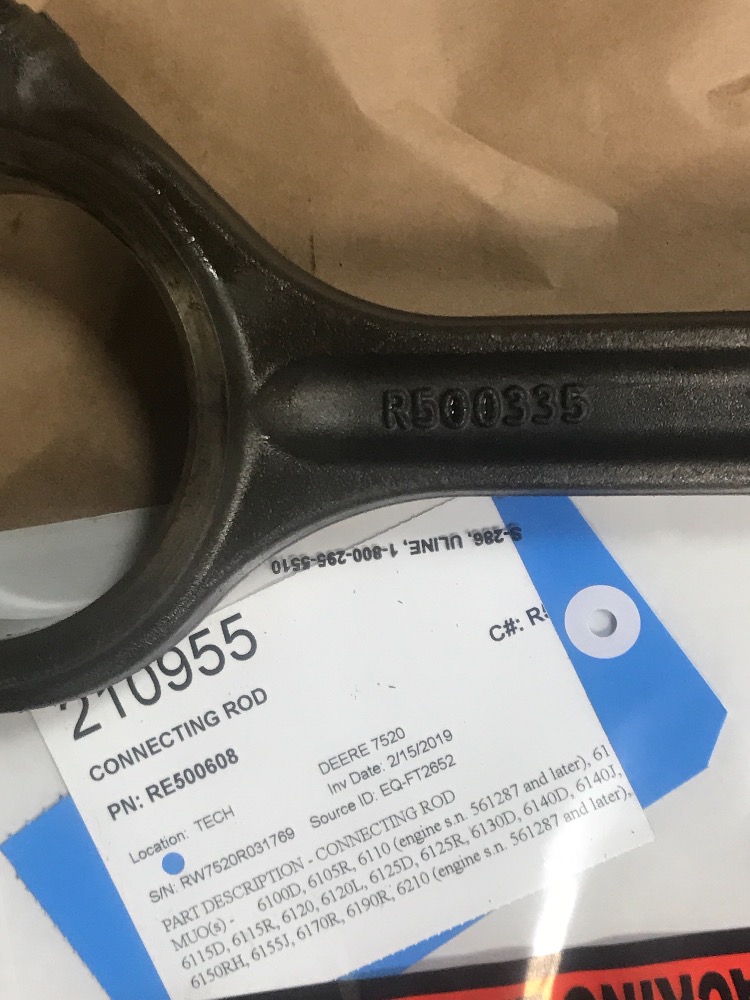 R500335
S-286, ULINE, 1-800-295-5510
210955
C#: R5
CONNECTING ROD
PN: RE500608
DEERE 7520
Inv Date: 2/15/2019
Location: TECH
Source ID: EQ-FT2652
S/N: RW7520R031769
PART DESCRIPTION - CONNECTING ROD
MUO(s) - 6100D, 6105R, 6110 (engine s.n. 561287 and later), 61
6115D, 6115R, 6120, 6120L, 6125D, 6125R, 6130D, 6140D, 6140J,
6150RH, 6155J, 6170R, 6190R, 6210 (engine s.n. 561287 and later),